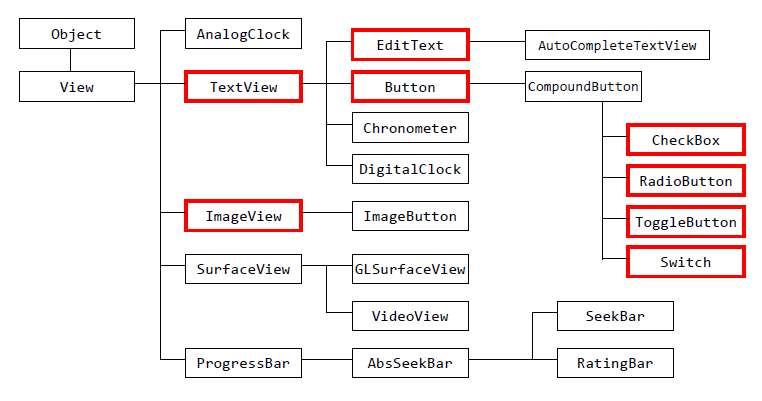 Object
View
AnalogClock
TextView
EditText
AutoCompleteTextView
Button
CompoundButton
Chronometer
DigitalClock
CheckBox
RadioButton
ToggleButton
Switch
ImageView
ImageButton
SurfaceView
GLSurfaceView
VideoView
ProgressBar
AbsSeekBar
SeekBar
RatingBar